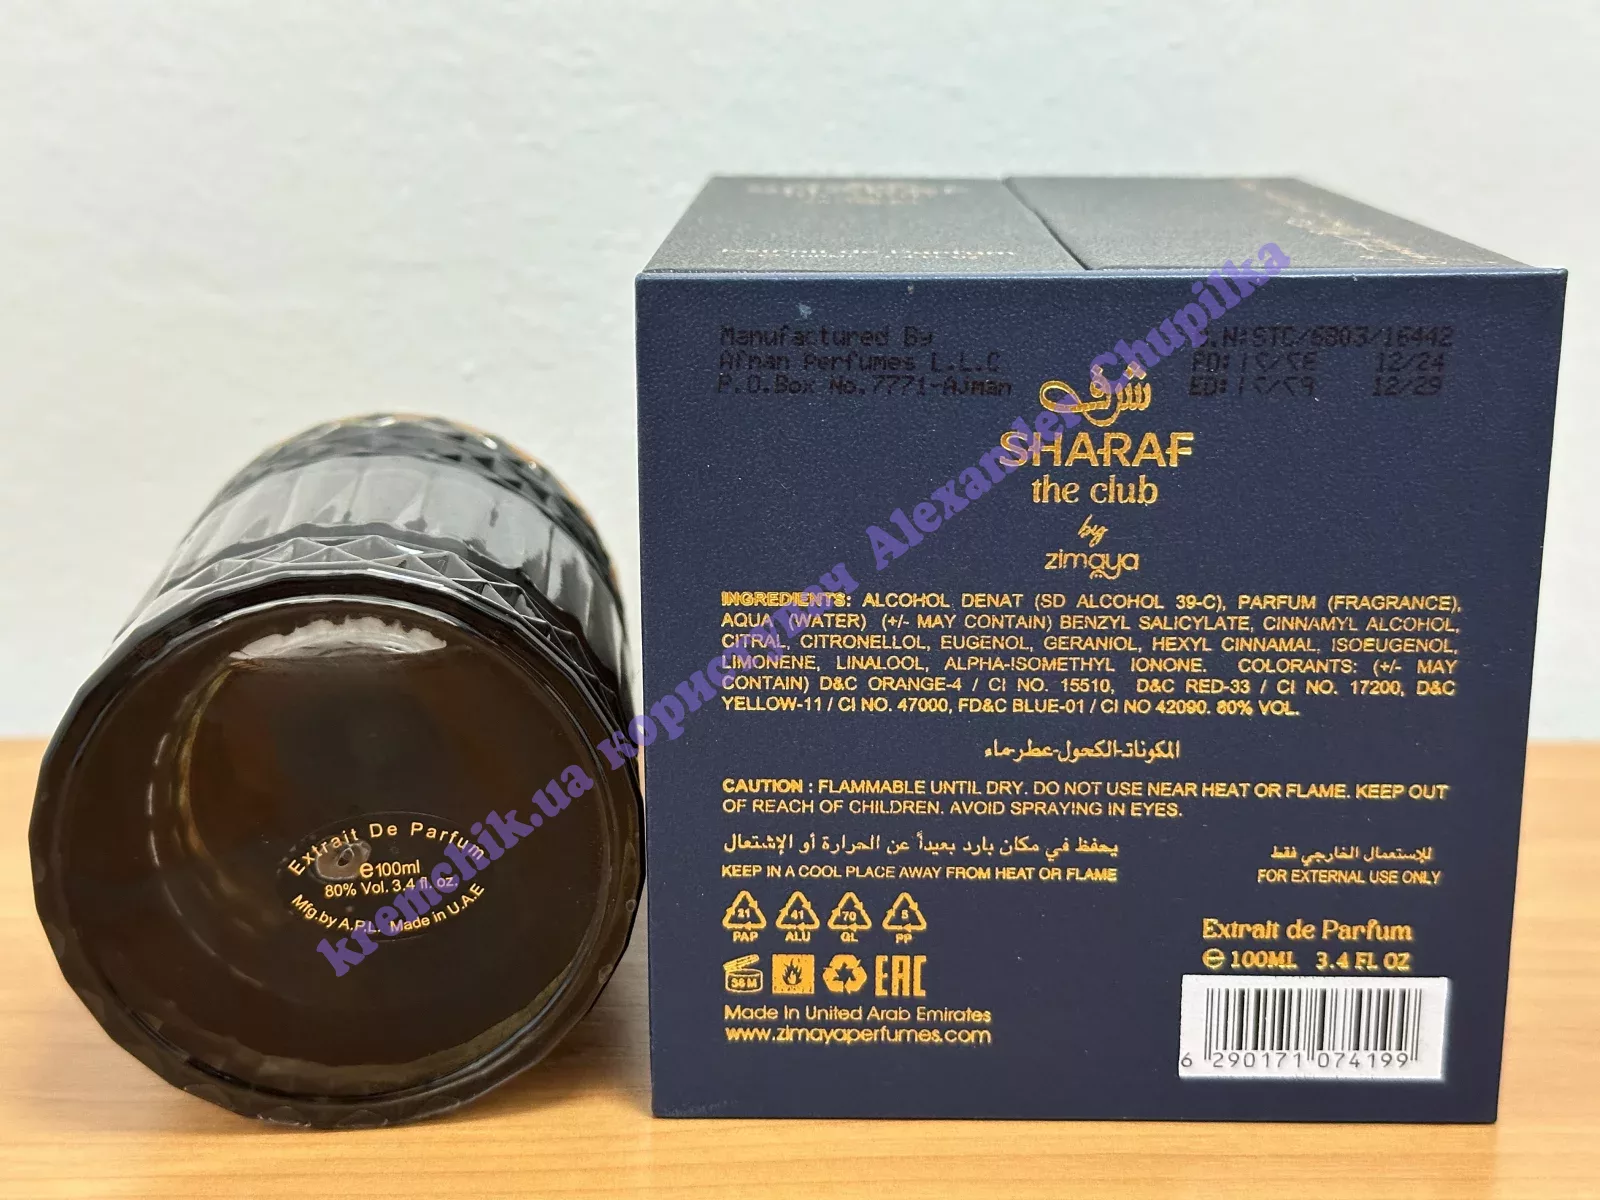 Manufactured By
Afnan Perfumes L.L.C
P.O.Box No.7771-Ajman
.N:STC/6803/16442
PD: ١٢/٢٤ 12/24
ED: ١٢/٢٩ 12/29
شرف
SHARAF
the club
by
zimaya
INGREDIENTS: ALCOHOL DENAT (SD ALCOHOL 39-C), PARFUM (FRAGRANCE),
AQUA (WATER) (+/- MAY CONTAIN) BENZYL SALICYLATE, CINNAMYL ALCOHOL,
CITRAL, CITRONELLOL, EUGENOL, GERANIOL, HEXYL CINNAMAL, ISOEUGENOL,
LIMONENE, LINALOOL, ALPHA-ISOMETHYL IONONE. COLORANTS: (+/- MAY
CONTAIN) D&C ORANGE-4 / CI NO. 15510, D&C RED-33 / CI NO. 17200, D&C
YELLOW-11 / CI NO. 47000, FD&C BLUE-01 / CI NO 42090. 80% VOL.
المكونات-الكحول-عطر-ماء
CAUTION : FLAMMABLE UNTIL DRY. DO NOT USE NEAR HEAT OR FLAME. KEEP OUT
OF REACH OF CHILDREN. AVOID SPRAYING IN EYES.
يحفظ في مكان بارد بعيداً عن الحرارة أو الإشتعال
KEEP IN A COOL PLACE AWAY FROM HEAT OR FLAME
للإستعمال الخارجي فقط
FOR EXTERNAL USE ONLY
21 41 70 5
PAP ALU GL PP
36 M EAC
Made In United Arab Emirates
www.zimayaperfumes.com
Extrait de Parfum
e 100ML 3.4 FL OZ
6 290171 074199
Extrait De Parfum
e100ml
80% Vol. 3.4 fl. oz.
Mfg.by A.P.L. Made in U.A.E
kremchik.ua користувач Alexander Chupilka